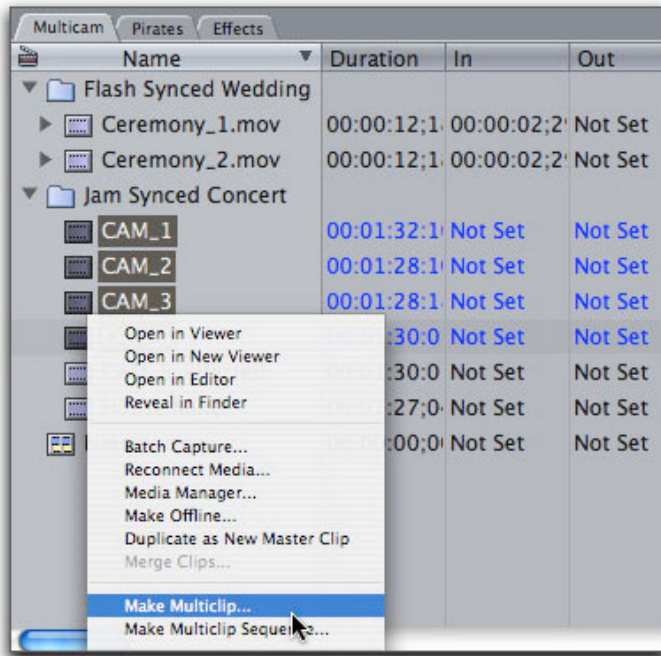 Multicam Pirates Effects
Name Duration In Out
Flash Synced Wedding
Ceremony_1.mov 00:00:12;1 00:00:02;2 Not Set
Ceremony_2.mov 00:00:12;1 00:00:02;2 Not Set
Jam Synced Concert
CAM_1 00:01:32:1 Not Set Not Set
CAM_2 00:01:28:1 Not Set Not Set
CAM_3 00:01:28:1 Not Set Not Set
:30:0 Not Set Not Set
:30:0 Not Set Not Set
:27;0 Not Set Not Set
:00;0 Not Set Not Set
Open in Viewer
Open in New Viewer
Open in Editor
Reveal in Finder
Batch Capture...
Reconnect Media...
Media Manager...
Make Offline...
Duplicate as New Master Clip
Merge Clips...
Make Multiclip...
Make Multiclip Sequence...